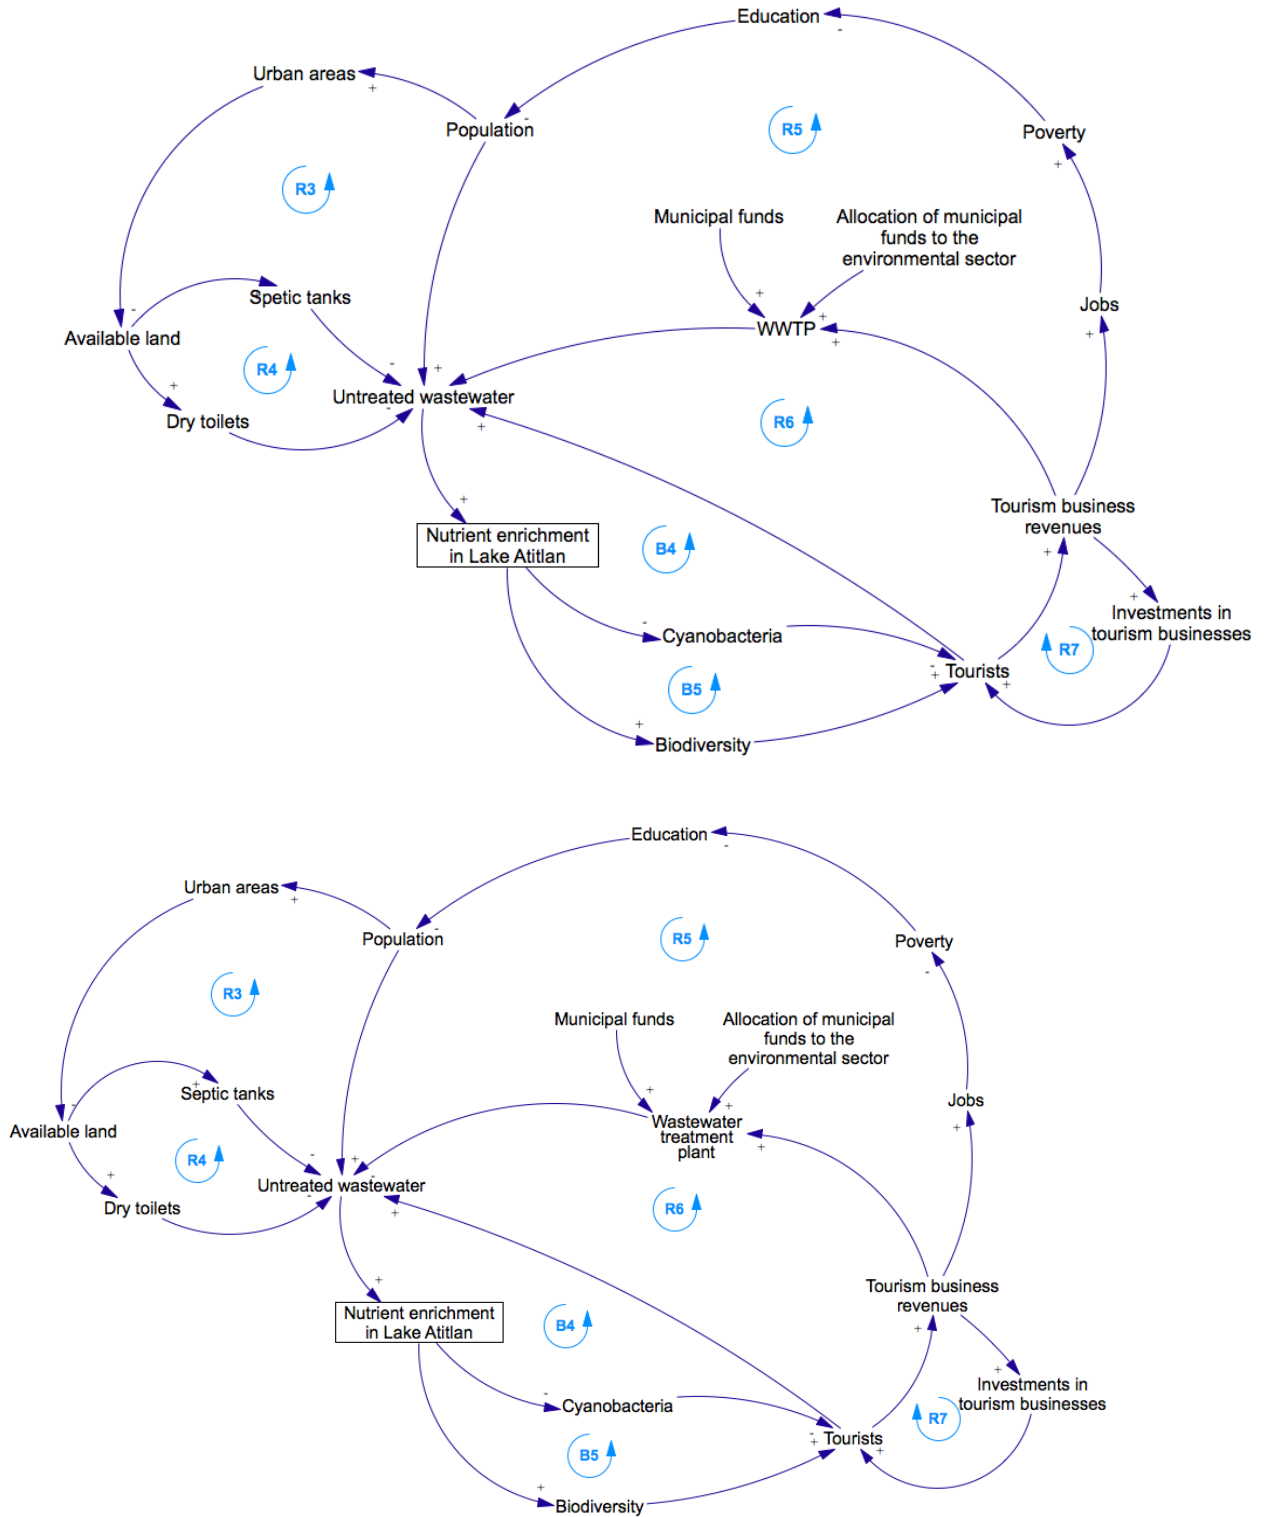 Education
-
Urban areas
+
-
Population
R5
Poverty
+
R3
Municipal funds
Allocation of municipal
funds to the
environmental sector
Spetic tanks
+
+
-
Jobs
+
Available land
WWTP
+
R4
-
+
+
Untreated wastewater
-
Dry toilets
+
R6
+
Tourism business
revenues
Nutrient enrichment
in Lake Atitlan
B4
+
+
Investments in
tourism businesses
-
Cyanobacteria
R7
-
+
Tourists
+
B5
+
Biodiversity
Education
-
Urban areas
+
-
Population
R5
Poverty
-
R3
Municipal funds
Allocation of municipal
funds to the
environmental sector
+
Septic tanks
+
+
-
Jobs
+
Available land
Wastewater
treatment
plant
+
R4
-
+
-
+
Untreated wastewater
-
Dry toilets
+
R6
+
Tourism business
revenues
Nutrient enrichment
in Lake Atitlan
B4
+
+
Investments in
tourism businesses
-
Cyanobacteria
R7
-
+
Tourists
+
B5
+
Biodiversity